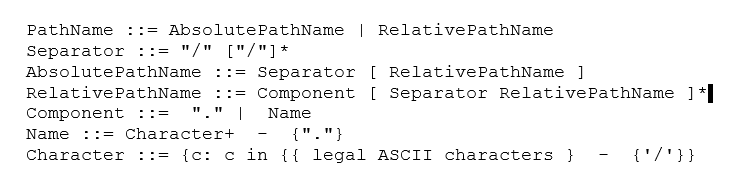 PathName ::= AbsolutePathName | RelativePathName
Separator ::= "/" ["/"]*
AbsolutePathName ::= Separator [ RelativePathName ]
RelativePathName ::= Component [ Separator RelativePathName ]*
Component ::= "." | Name
Name ::= Character+ - {"."}
Character ::= {c: c in {{ legal ASCII characters } - {'/'}}